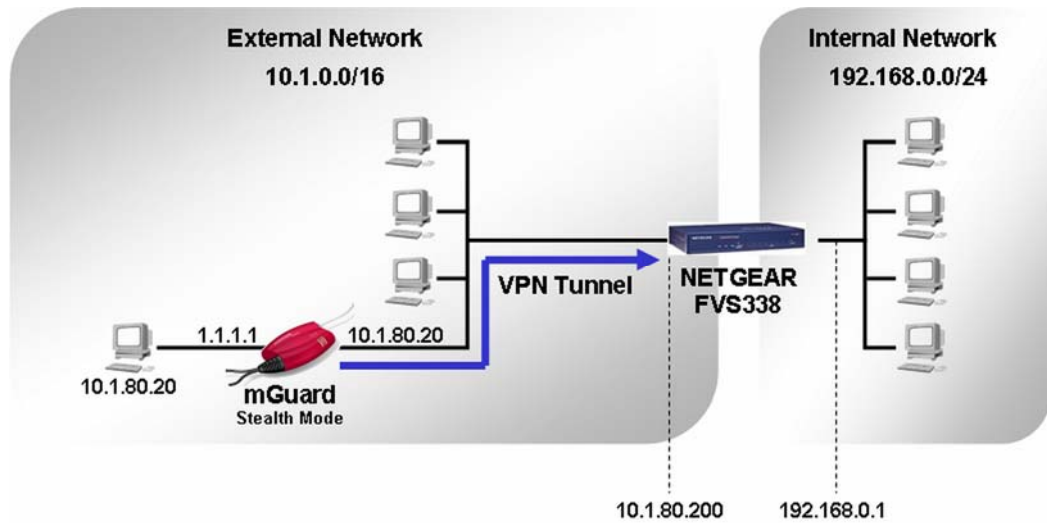 External Network
10.1.0.0/16
Internal Network
192.168.0.0/24
NETGEAR
VPN Tunnel
NETGEAR
FVS338
1.1.1.1
10.1.80.20
10.1.80.20
mGuard
Stealth Mode
10.1.80.200
192.168.0.1